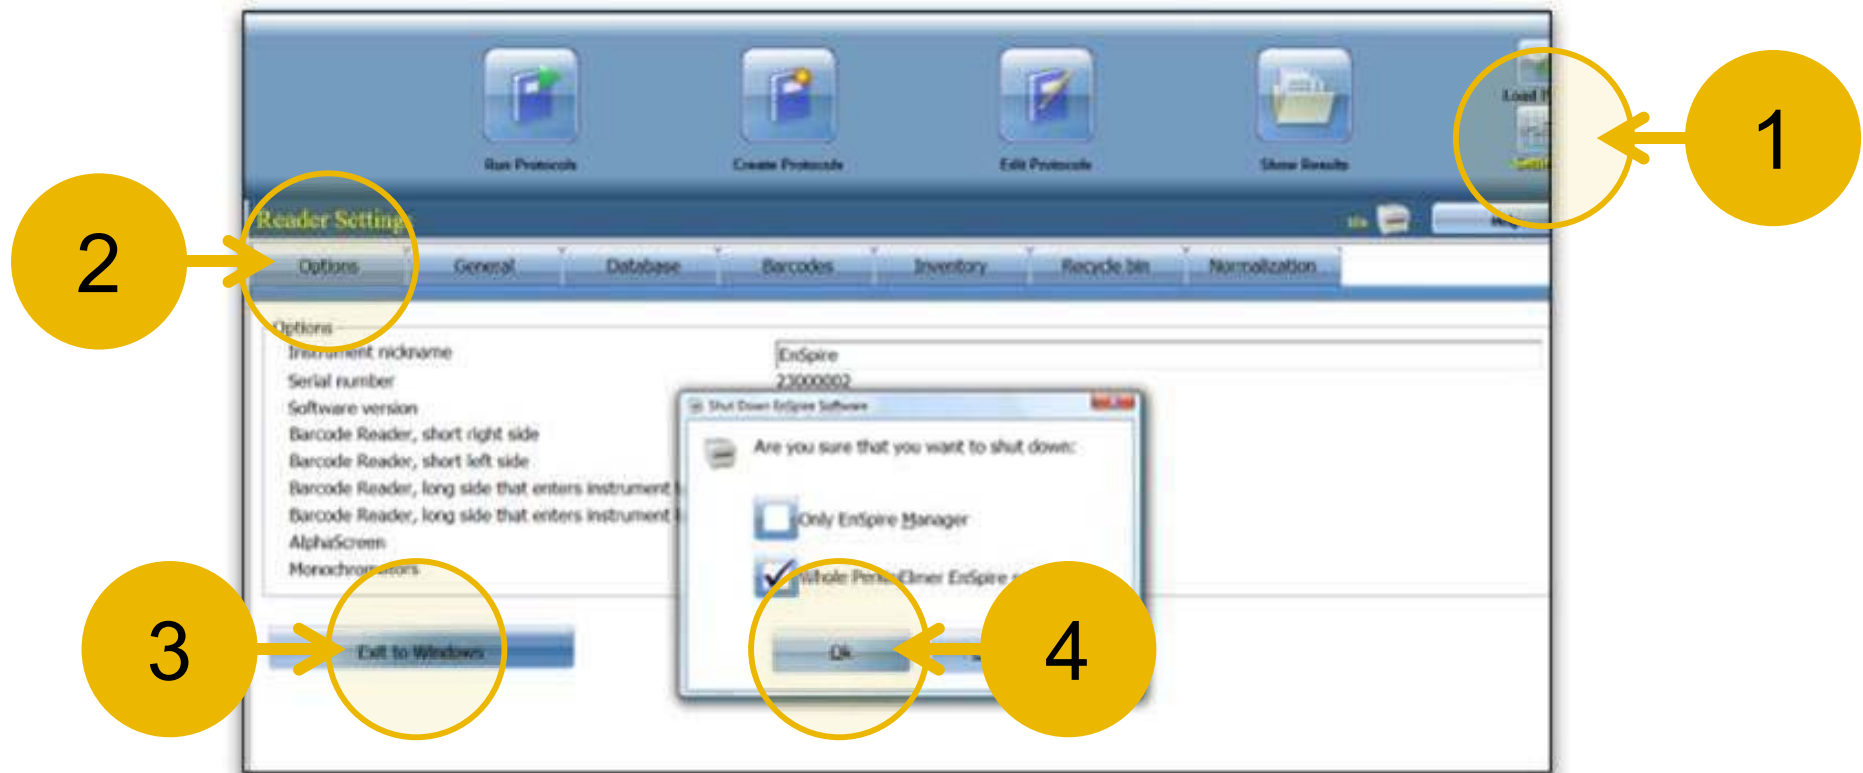 Load
1
Run Protocols
Create Protocols
Edit Protocols
Show Results
2
Reader Settings
Options
General
Database
Barcodes
Inventory
Recycle bin
Normalization
Options
Instrument nickname
EnSpire
Serial number
23000002
Software version
Shut Down EnSpire Software
Barcode Reader, short right side
Are you sure that you want to shut down:
Barcode Reader, short left side
Barcode Reader, long side that enters instrument
Barcode Reader, long side that enters instrument
Only EnSpire Manager
AlphaScreen
Monochromators
Whole PerkinElmer EnSpire
3
Exit to Windows
Ok
4